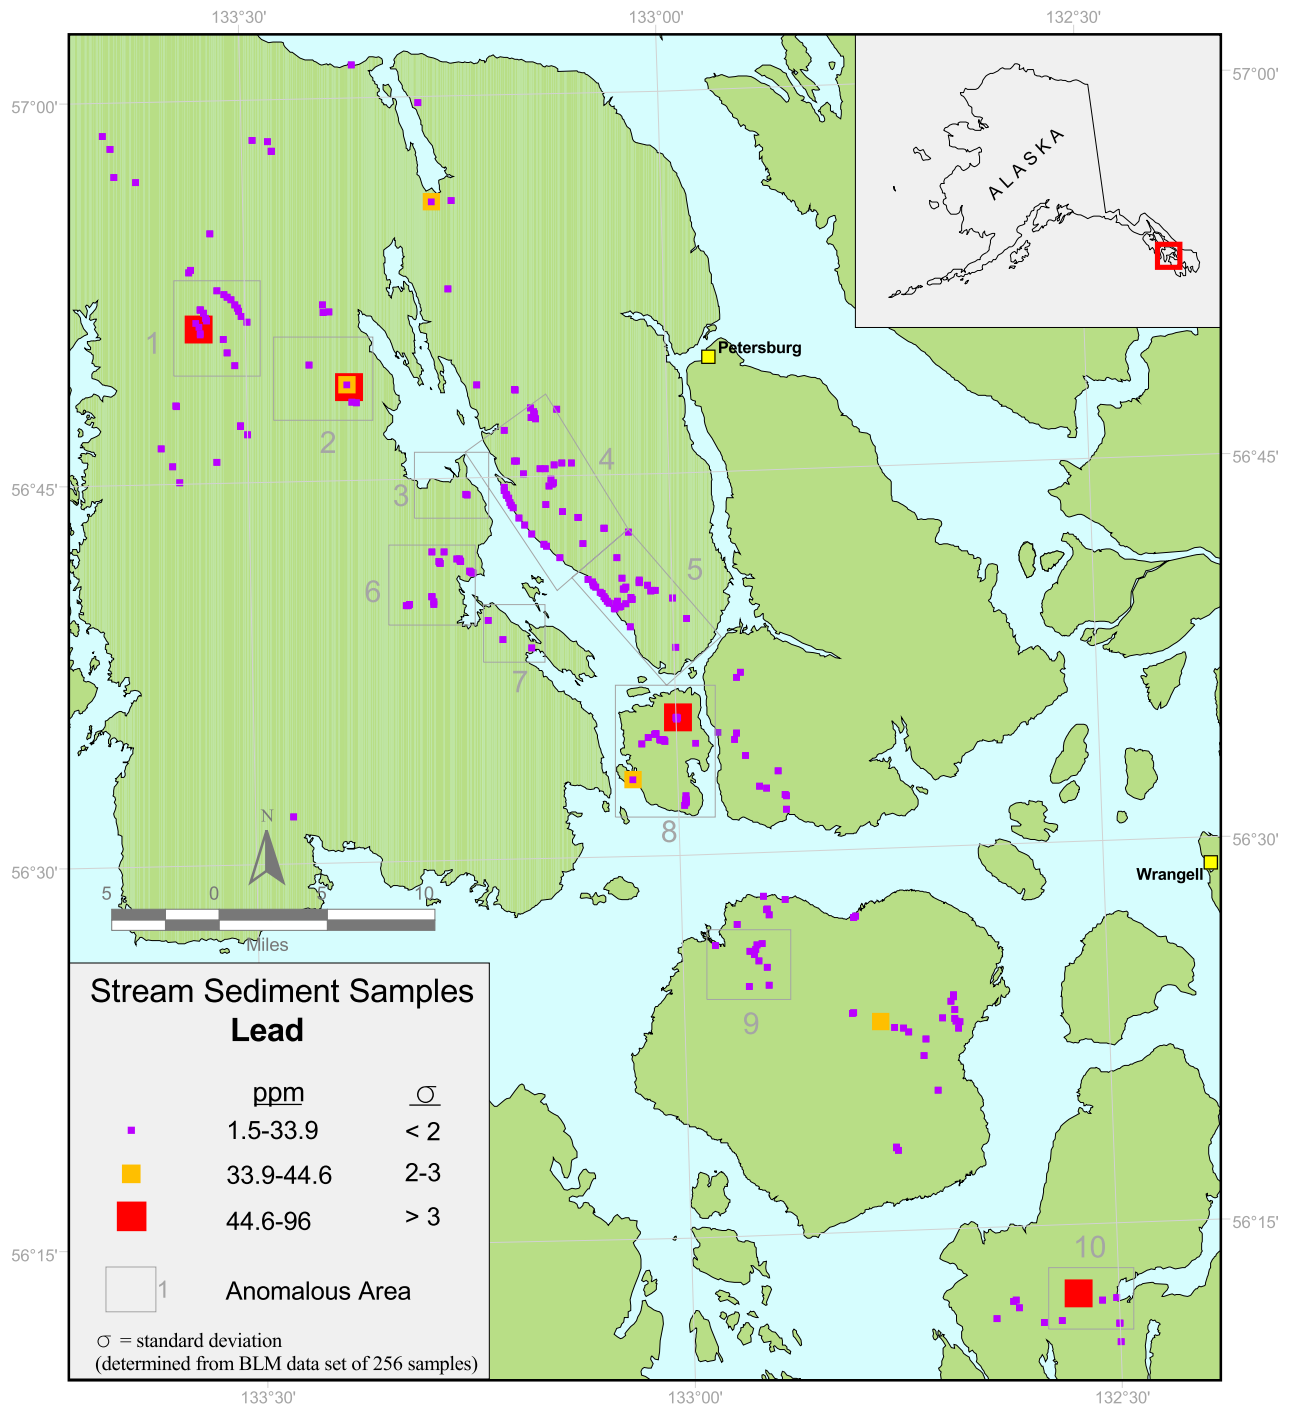 133°30'
133°00'
132°30'
57°00'
57°00'
ALASKA
Petersburg
1
2
3
4
5
6
7
8
9
10
56°45'
56°45'
56°30'
56°30'
Wrangell
N
5
0
5
10
Miles
Stream Sediment Samples
Lead
ppm
σ
1.5-33.9
< 2
33.9-44.6
2-3
44.6-96
> 3
1
Anomalous Area
σ = standard deviation
(determined from BLM data set of 256 samples)
56°15'
56°15'
133°30'
133°00'
132°30'